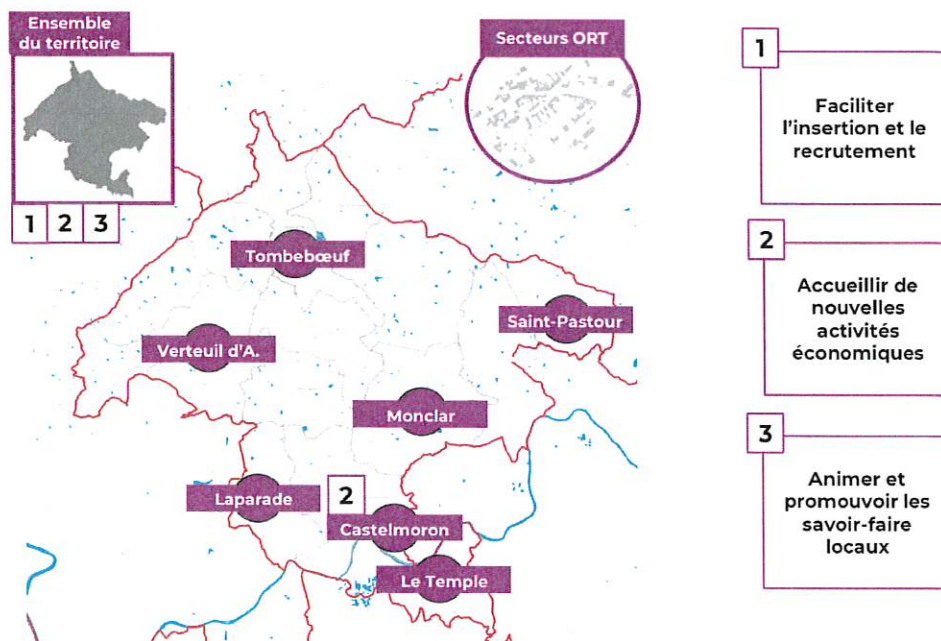 Ensemble
du territoire
1 2 3
Secteurs ORT
Tombebœuf
Saint-Pastour
Verteuil d'A.
Monclar
Laparade
2
Castelmoron
Le Temple
1
Faciliter
l'insertion et le
recrutement
2
Accueillir de
nouvelles
activités
économiques
3
Animer et
promouvoir les
savoir-faire
locaux